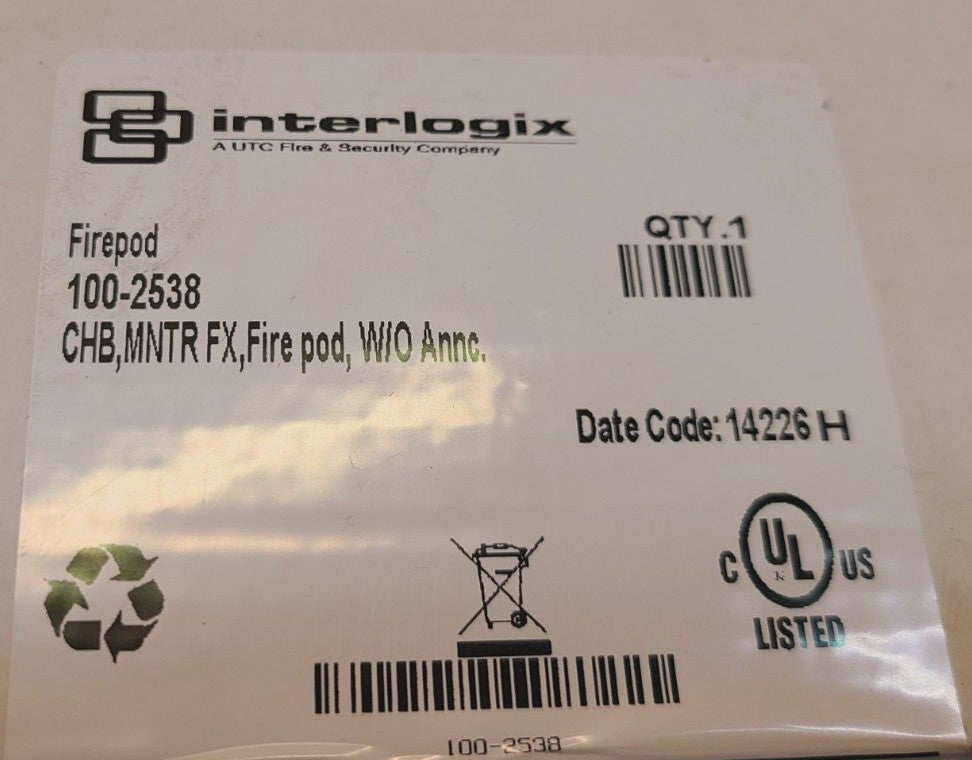 interlogix
A UTC Fire & Security Company
Firepod
QTY.1
100-2538
CHB,MNTR FX,Fire pod, W/O Annc.
Date Code: 14226 H
C UL US
LISTED
100-2538